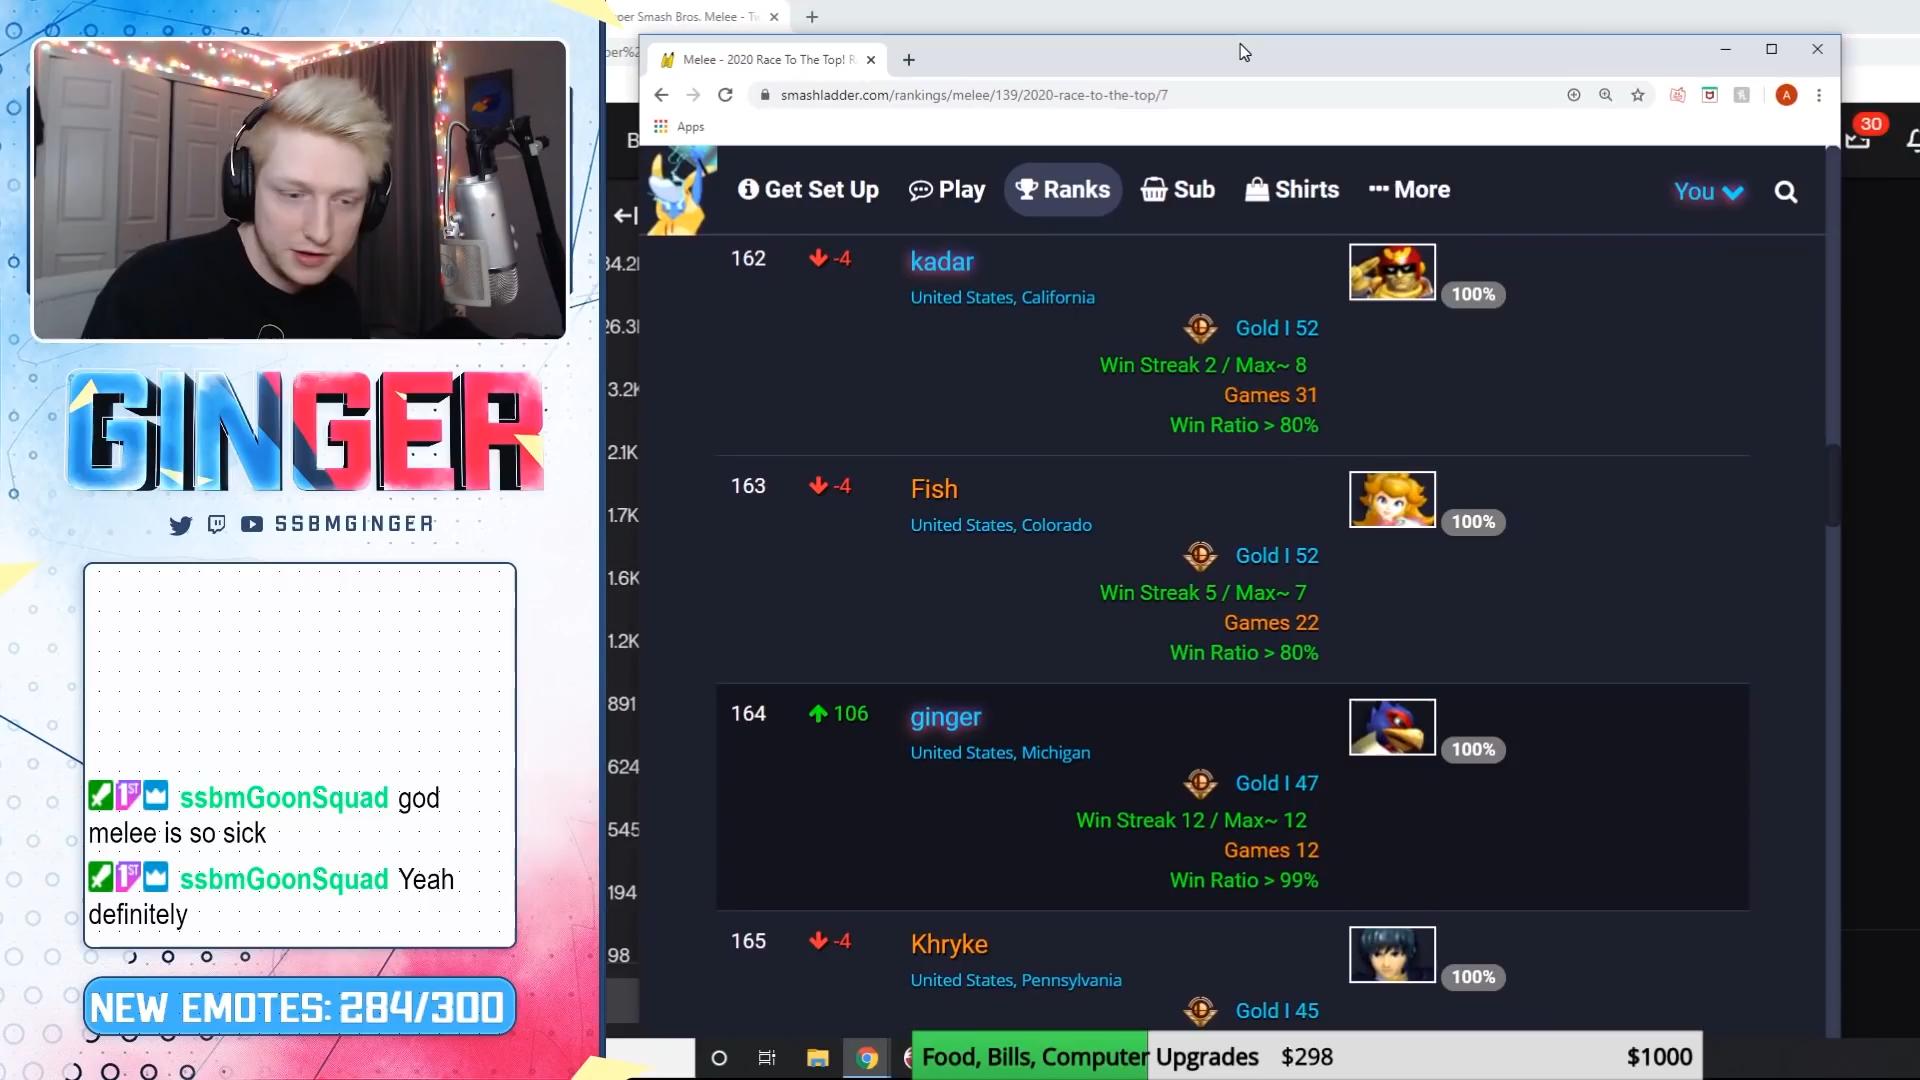 per Smash Bros. Melee - Tw
Melee - 2020 Race To The Top! R
smashladder.com/rankings/melee/139/2020-race-to-the-top/7
A
Apps
30
Get Set Up
Play
Ranks
Sub
Shirts
More
You
162
-4
kadar
100%
United States, California
Gold I 52
Win Streak 2 / Max~ 8
Games 31
Win Ratio > 80%
163
-4
Fish
100%
United States, Colorado
Gold I 52
Win Streak 5 / Max~ 7
Games 22
Win Ratio > 80%
164
106
ginger
100%
United States, Michigan
Gold I 47
Win Streak 12 / Max~ 12
Games 12
Win Ratio > 99%
165
-4
Khryke
100%
United States, Pennsylvania
Gold I 45
34.2
26.3
3.2K
2.1K
1.7K
1.6K
1.2K
891
624
545
194
98
GINGER
SSBMGINGER
1ST ssbmGoonSquad god
melee is so sick
1ST ssbmGoonSquad Yeah
definitely
NEW EMOTES: 284/300
Food, Bills, Computer Upgrades $298 $1000